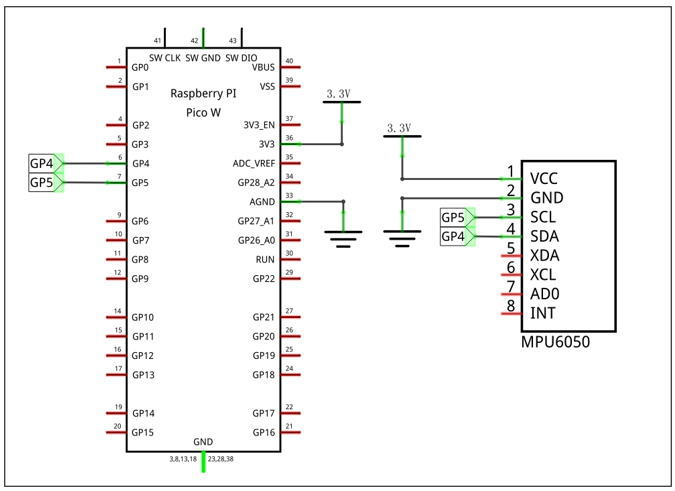 41 42 43
SW CLK SW GND SW DIO
Raspberry PI
Pico W
1 GP0
2 GP1
4 GP2
5 GP3
GP4 6 GP4
GP5 7 GP5
9 GP6
10 GP7
11 GP8
12 GP9
14 GP10
15 GP11
16 GP12
17 GP13
19 GP14
20 GP15
VBUS 40
VSS 39
3V3_EN 37
3V3 36
ADC_VREF 35
GP28_A2 34
AGND 33
GP27_A1 32
GP26_A0 31
RUN 30
GP22 29
GP21 27
GP20 26
GP19 25
GP18 24
GP17 22
GP16 21
GND
3,8,13,18 23,28,38
3.3V
3.3V
1 VCC
2 GND
GP5 3 SCL
GP4 4 SDA
5 XDA
6 XCL
7 AD0
8 INT
MPU6050